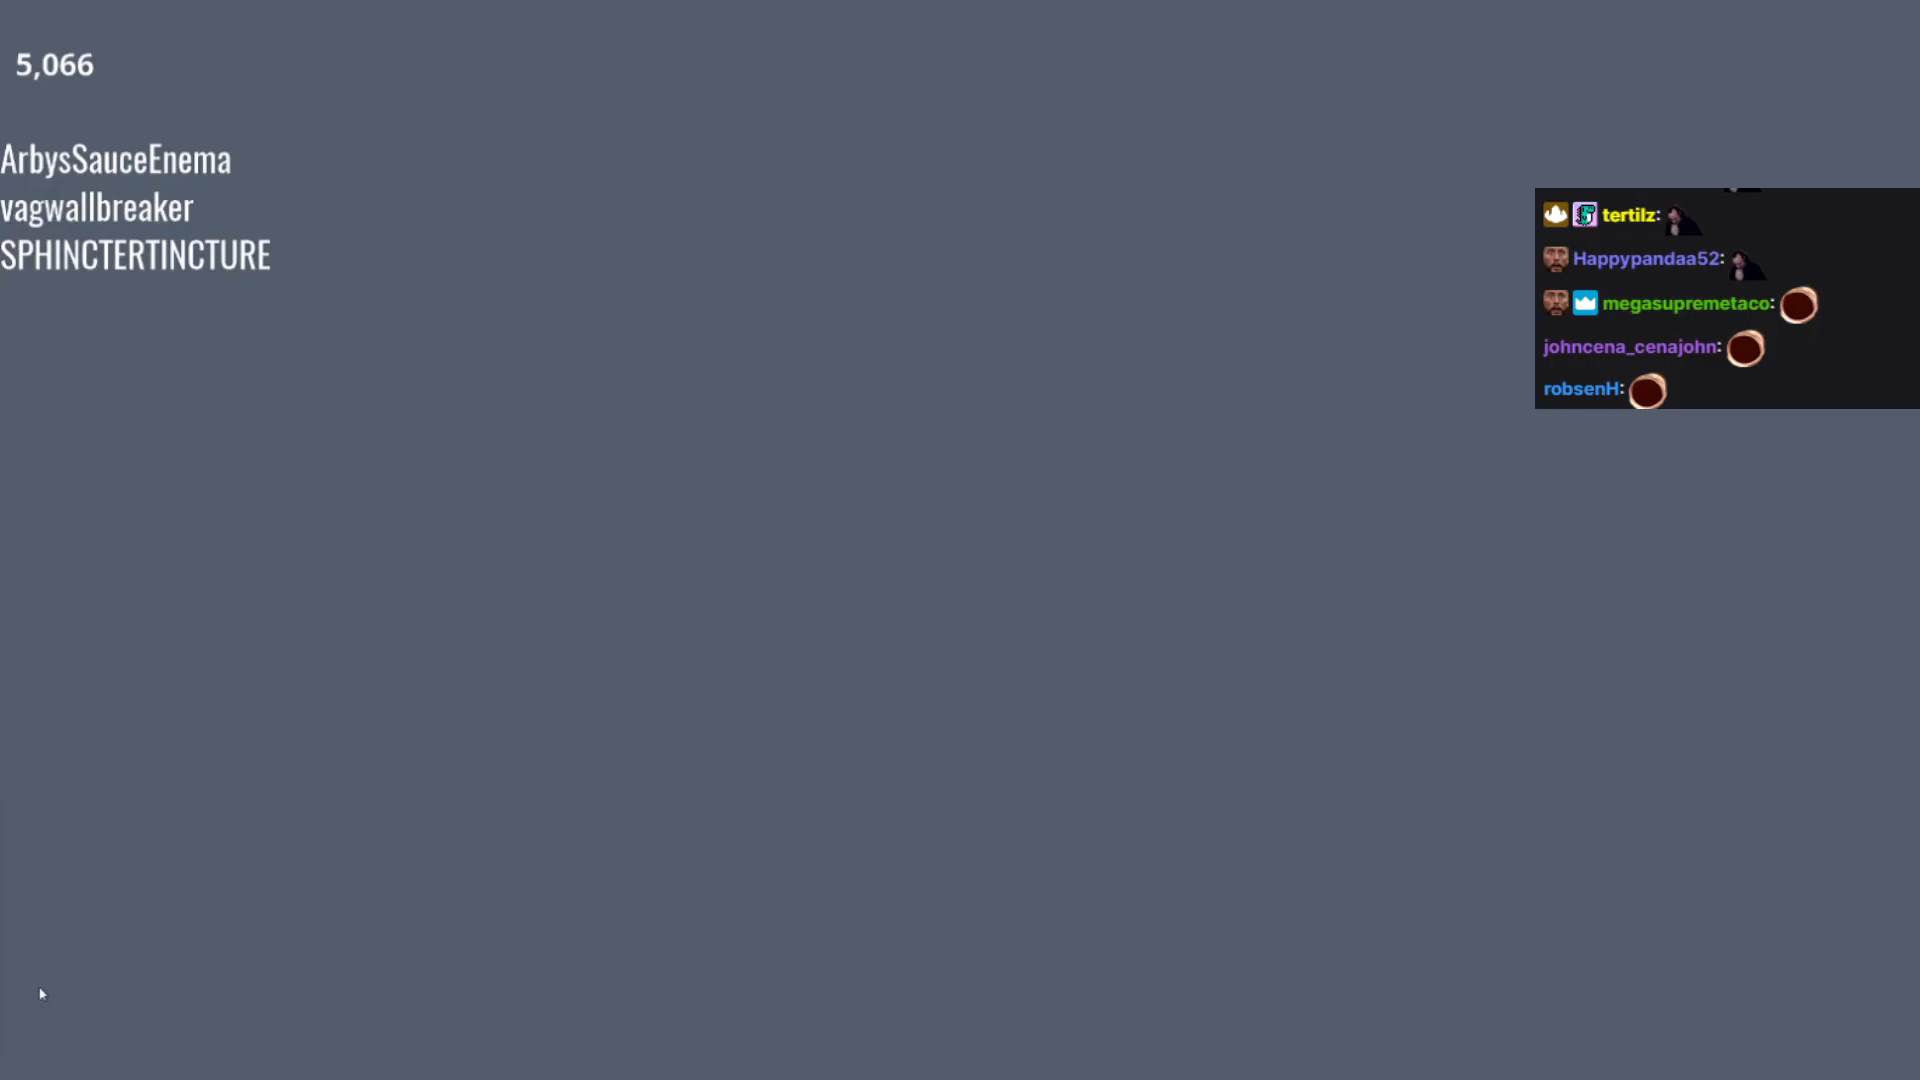 5,066
ArbysSauceEnema
vagwallbreaker
SPHINCTERTINCTURE
tertilz:
Happypandaa52:
megasupremetaco:
johncena_cenajohn:
robsenH: